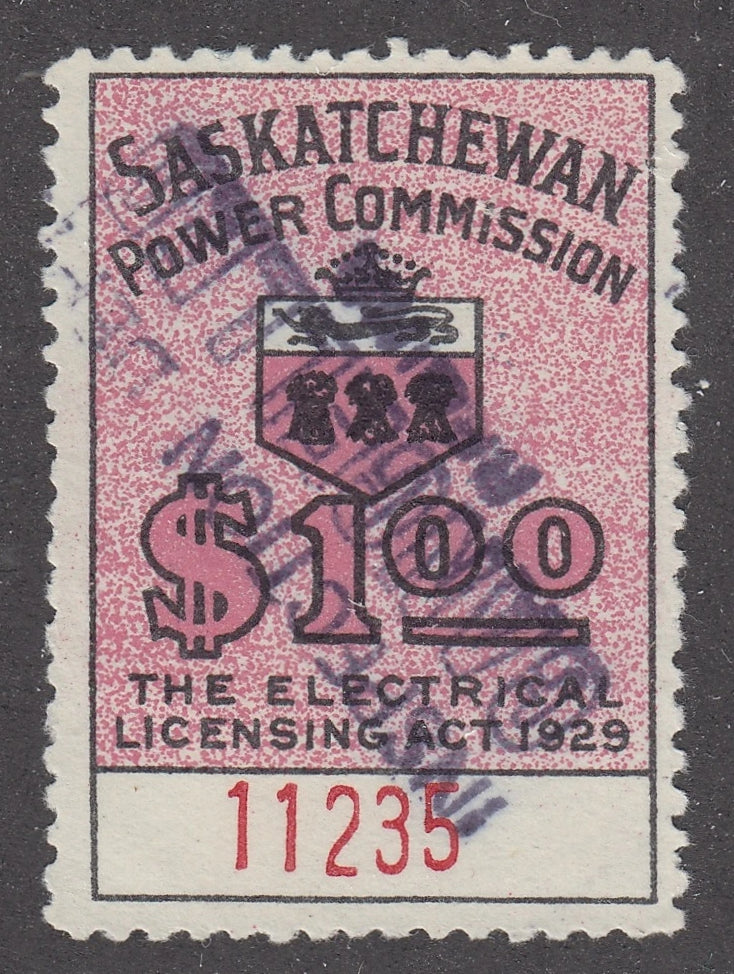 SASKATCHEWAN
POWER COMMISSION
$1.00
THE ELECTRICAL
LICENSING ACT 1929
11235